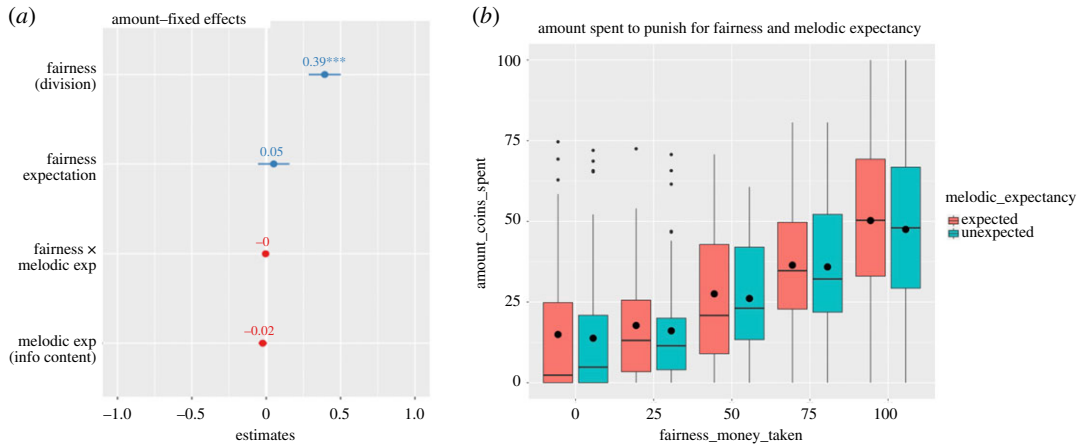 (a)
amount–fixed effects
fairness
(division)
fairness
expectation
fairness ×
melodic exp
melodic exp
(info content)
0.39***
0.05
–0
–0.02
–1.0
–0.5
0
0.5
1.0
estimates
(b)
amount spent to punish for fairness and melodic expectancy
amount_coins_spent
100
75
50
25
0
0
25
50
75
100
fairness_money_taken
melodic_expectancy
expected
unexpected